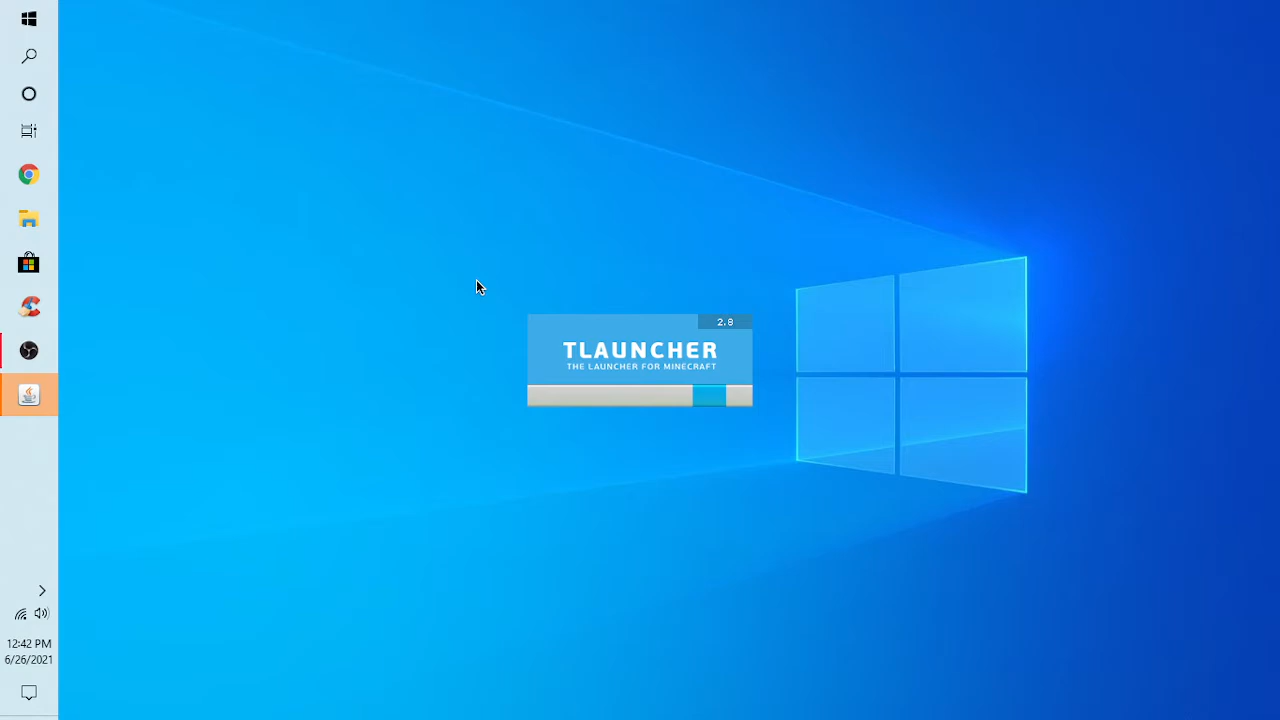 2.8
TLAUNCHER
THE LAUNCHER FOR MINECRAFT
12:42 PM
6/26/2021